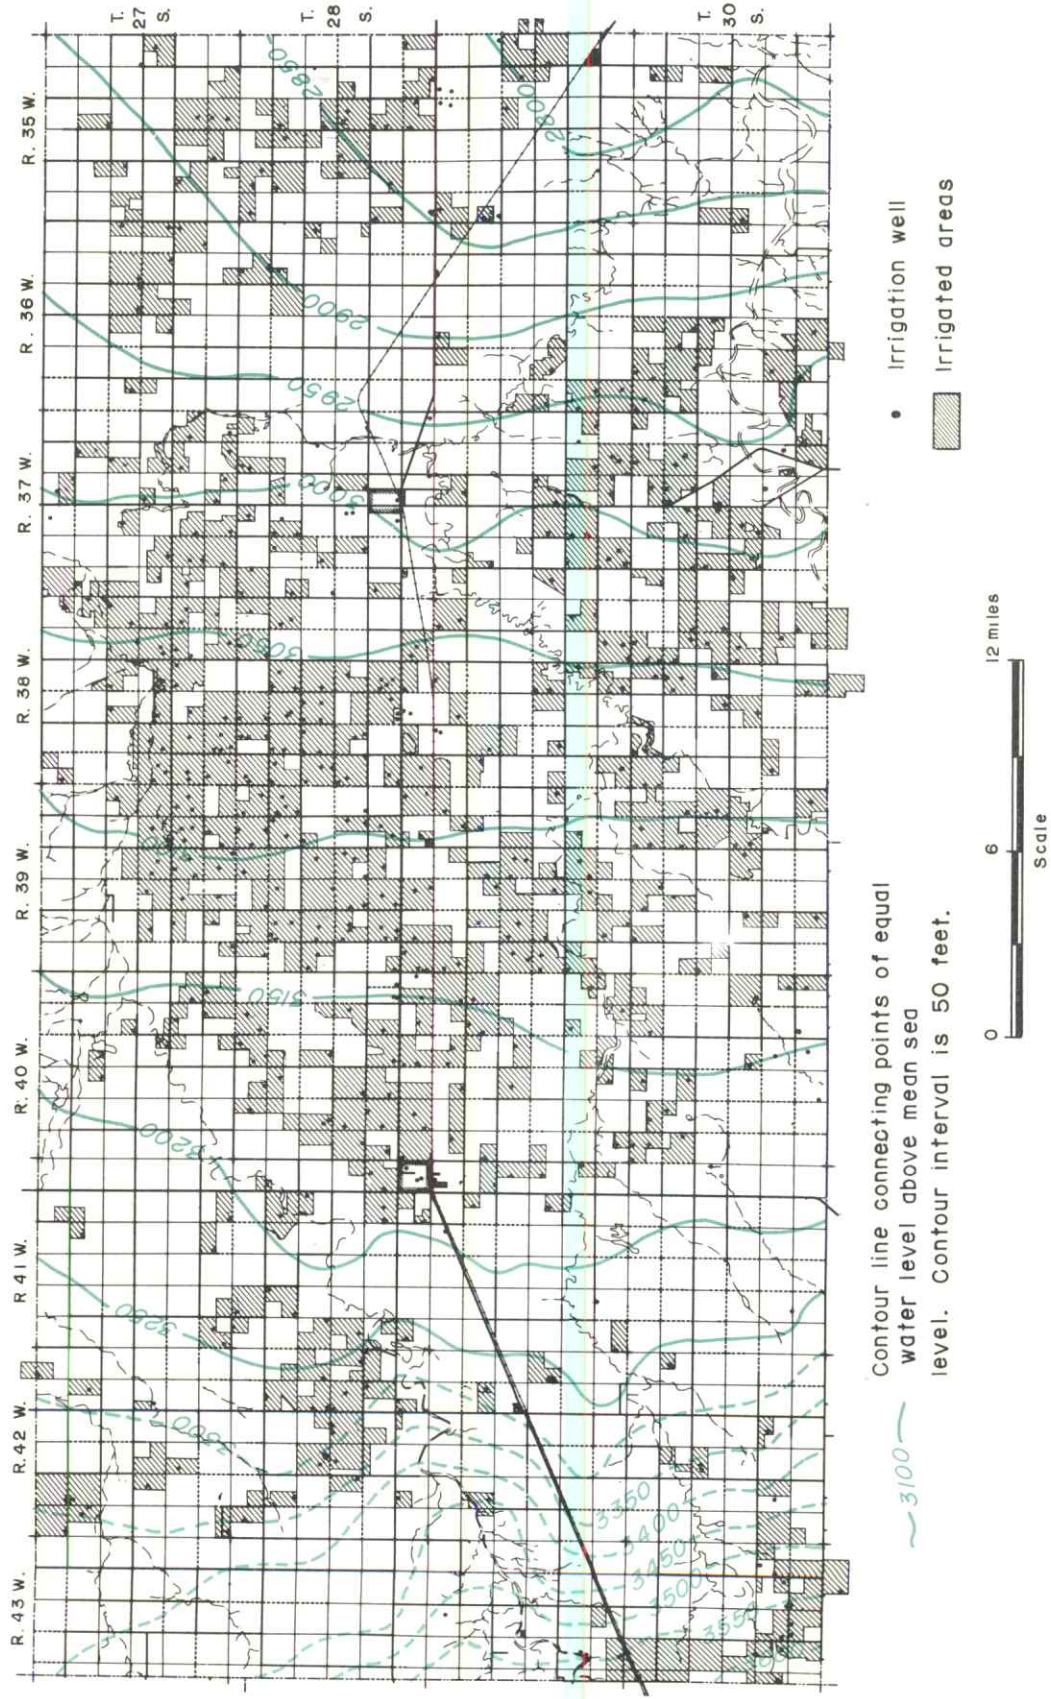 R. 43 W.
R. 42 W.
R. 41 W.
R. 40 W.
R. 39 W.
R. 38 W.
R. 37 W.
R. 36 W.
R. 35 W.
T.
27
S.
T.
28
S.
T.
30
S.
3250
3200
3150
3050
3000
2950
2900
2850
2800
3350
3400
3450
3500
3550
~3100~
Contour line connecting points of equal
water level above mean sed
level. Contour interval is 50 feet.
0
6
12 miles
Scale
Irrigation well
Irrigated areas